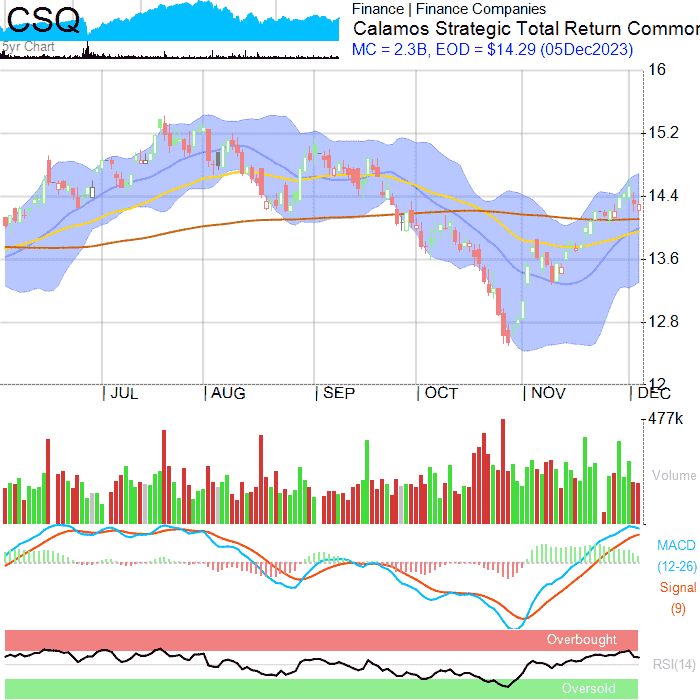 CSQ
5yr Chart
Finance | Finance Companies
Calamos Strategic Total Return Common
MC = 2.3B, EOD = $14.29 (05Dec2023)
16
15.2
14.4
13.6
12.8
12
JUL AUG SEP OCT NOV DEC
477k
Volume
MACD
(12-26)
Signal
(9)
Overbought
RSI(14)
Oversold